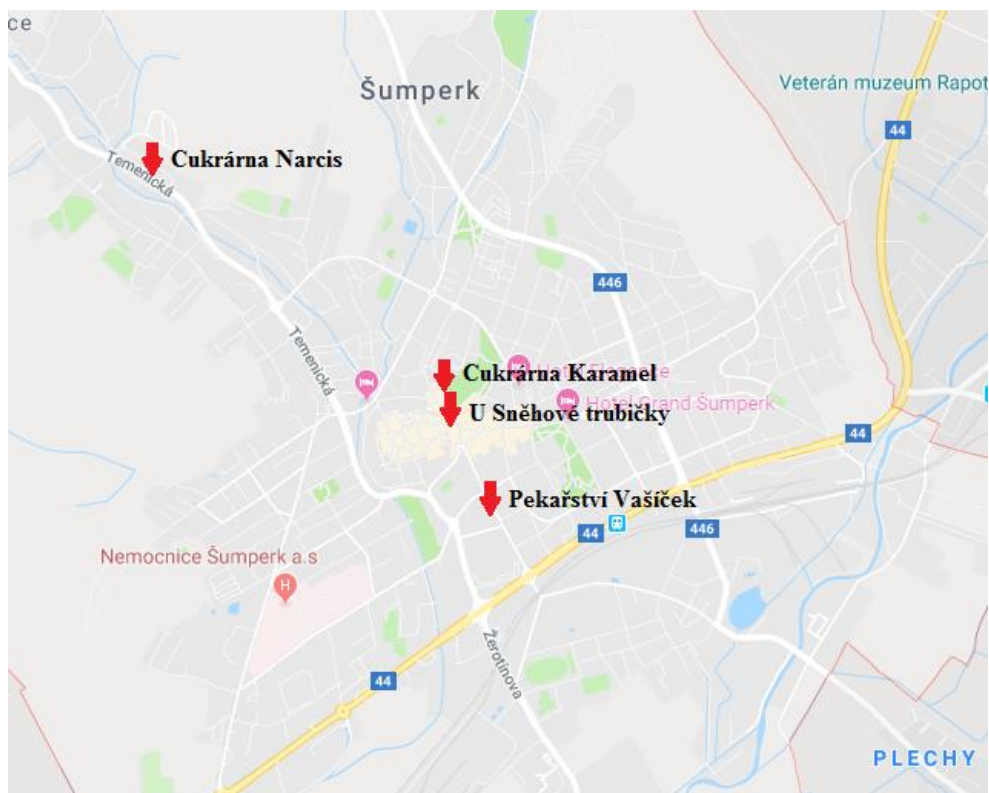 ce
Šumperk
Veterán muzeum Rapot
44
Temenická
Cukrárna Narcis
446
Temenická
Cukrárna Karamel
Hotel Grand Šumperk
U Sněhové trubičky
44
Pekařství Vašíček
44
446
Nemocnice Šumperk a.s
H
Žerotínova
44
PLECHY